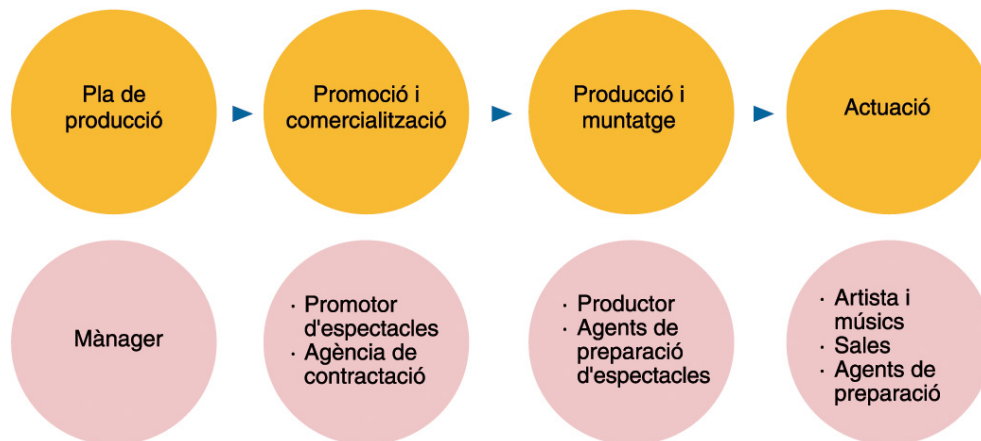 Pla de
producció
Promoció i
comercialització
Producció i
muntatge
Actuació
Mànager
· Promotor
d'espectacles
· Agència de
contractació
· Productor
· Agents de
preparació
d'espectacles
· Artista i
músics
· Sales
· Agents de
preparació